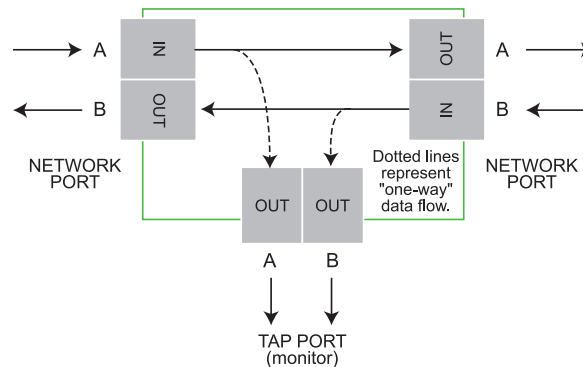 A
IN
OUT
A
B
OUT
IN
B
NETWORK
PORT
Dotted lines
represent
"one-way"
data flow.
NETWORK
PORT
OUT
OUT
A
B
TAP PORT
(monitor)